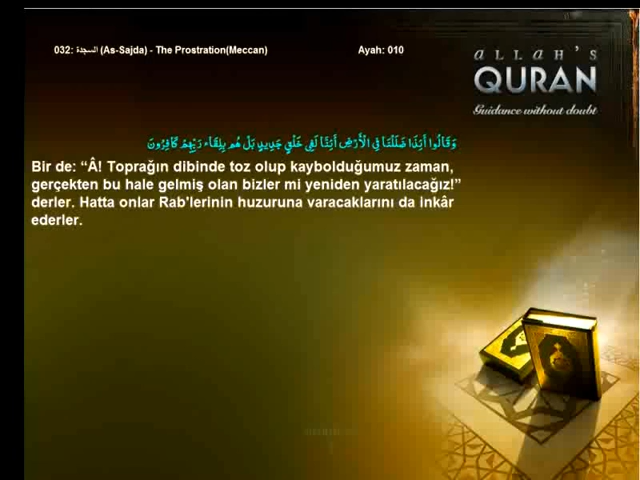 032: السجدة (As-Sajda) - The Prostration(Meccan) Ayah: 010
ALLAH'S
QURAN
Guidance without doubt
وَقَالُوا أَئِذَا ضَلَلْنَا فِي الْأَرْضِ أَئِنَّا لَفِي خَلْقٍ جَدِيدٍ بَلْ هُم بِلِقَاء رَبِّهِمْ كَافِرُونَ
Bir de: “Â! Toprağın dibinde toz olup kaybolduğumuz zaman,
gerçekten bu hale gelmiş olan bizler mi yeniden yaratılacağız!”
derler. Hatta onlar Rab'lerinin huzuruna varacaklarını da inkâr
ederler.